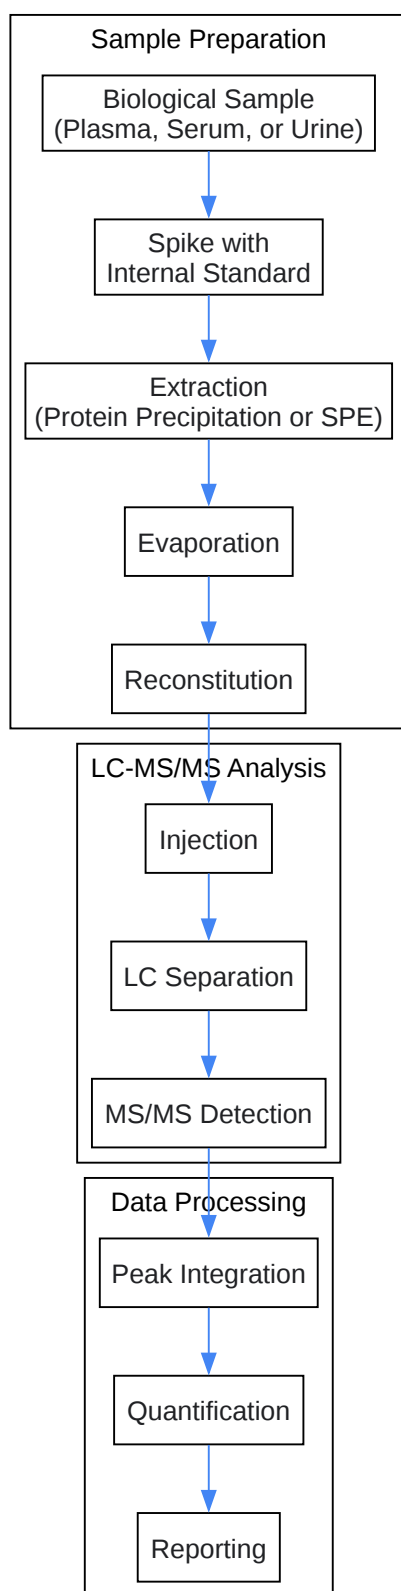 Sample Preparation
Biological Sample
(Plasma, Serum, or Urine)
Spike with
Internal Standard
Extraction
(Protein Precipitation or SPE)
Evaporation
Reconstitution
LC-MS/MS Analysis
Injection
LC Separation
MS/MS Detection
Data Processing
Peak Integration
Quantification
Reporting